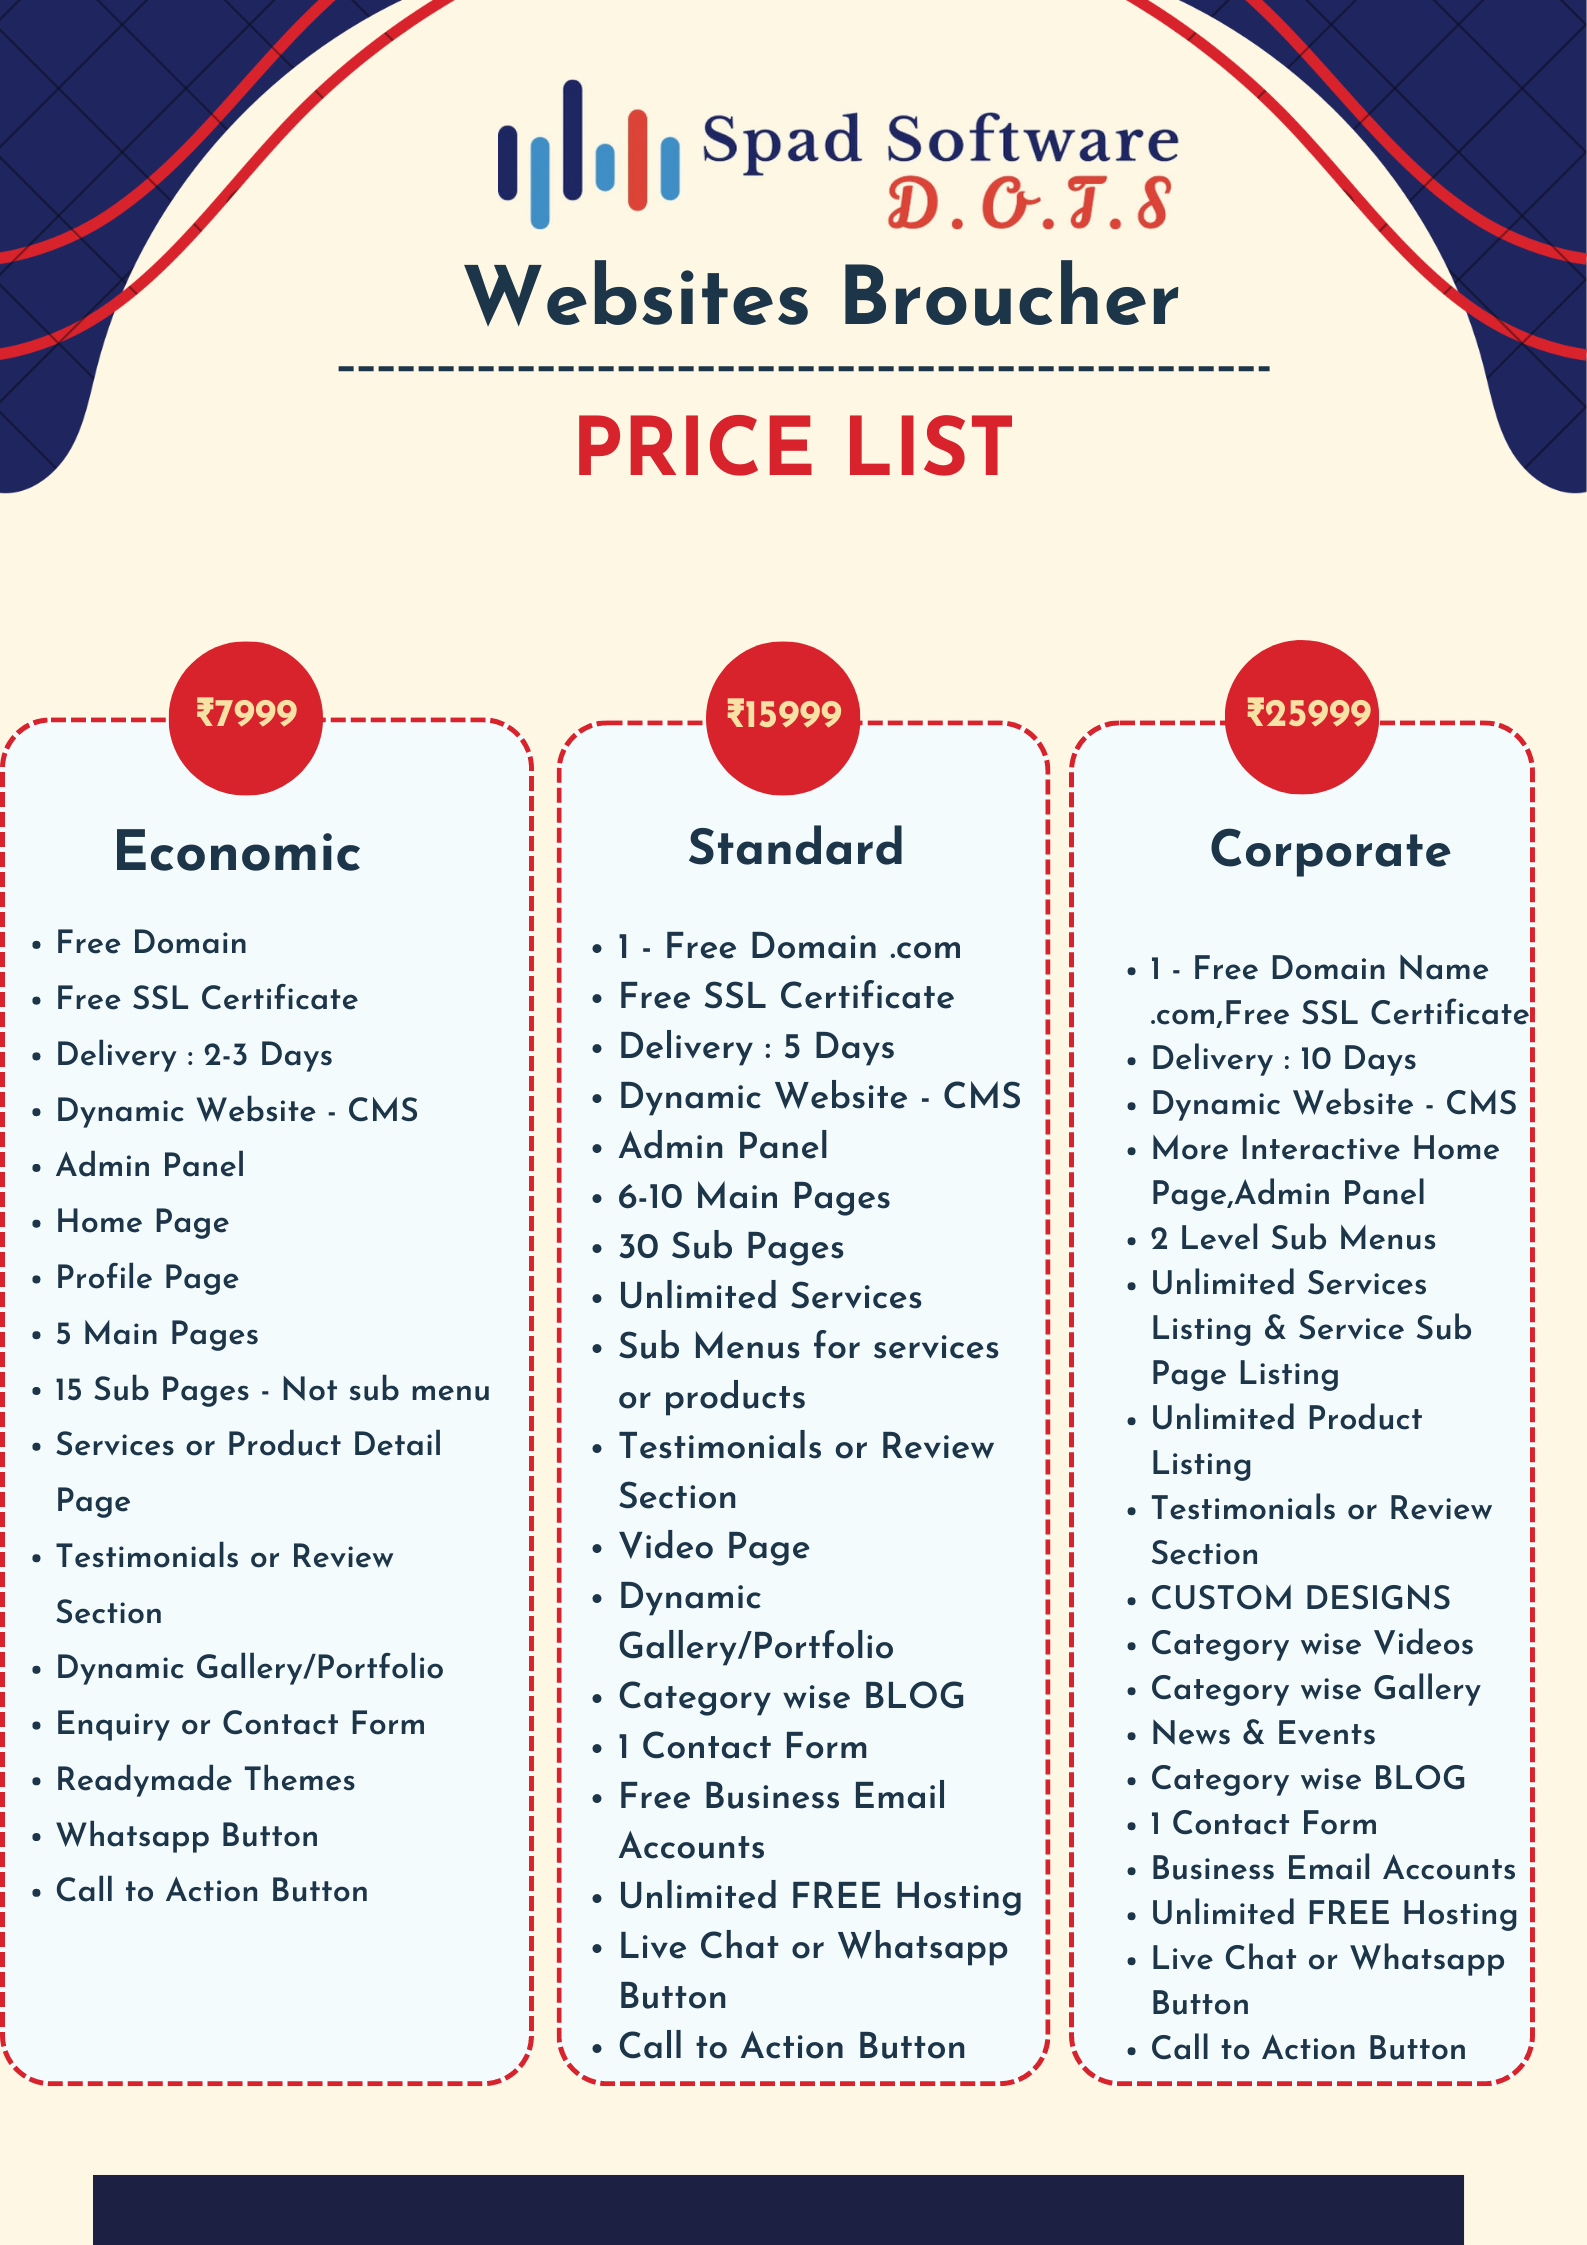 Spad Software
D.O.T.S
Websites Broucher
PRICE LIST
₹7999
Economic
• Free Domain
• Free SSL Certificate
• Delivery : 2-3 Days
• Dynamic Website - CMS
• Admin Panel
• Home Page
• Profile Page
• 5 Main Pages
• 15 Sub Pages - Not sub menu
• Services or Product Detail
Page
• Testimonials or Review
Section
• Dynamic Gallery/Portfolio
• Enquiry or Contact Form
• Readymade Themes
• Whatsapp Button
• Call to Action Button
₹15999
Standard
• 1 - Free Domain .com
• Free SSL Certificate
• Delivery : 5 Days
• Dynamic Website - CMS
• Admin Panel
• 6-10 Main Pages
• 30 Sub Pages
• Unlimited Services
• Sub Menus for services
or products
• Testimonials or Review
Section
• Video Page
• Dynamic
Gallery/Portfolio
• Category wise BLOG
• 1 Contact Form
• Free Business Email
Accounts
• Unlimited FREE Hosting
• Live Chat or Whatsapp
Button
• Call to Action Button
₹25999
Corporate
• 1 - Free Domain Name
.com,Free SSL Certificate
• Delivery : 10 Days
• Dynamic Website - CMS
• More Interactive Home
Page,Admin Panel
• 2 Level Sub Menus
• Unlimited Services
Listing & Service Sub
Page Listing
• Unlimited Product
Listing
• Testimonials or Review
Section
• CUSTOM DESIGNS
• Category wise Videos
• Category wise Gallery
• News & Events
• Category wise BLOG
• 1 Contact Form
• Business Email Accounts
• Unlimited FREE Hosting
• Live Chat or Whatsapp
Button
• Call to Action Button